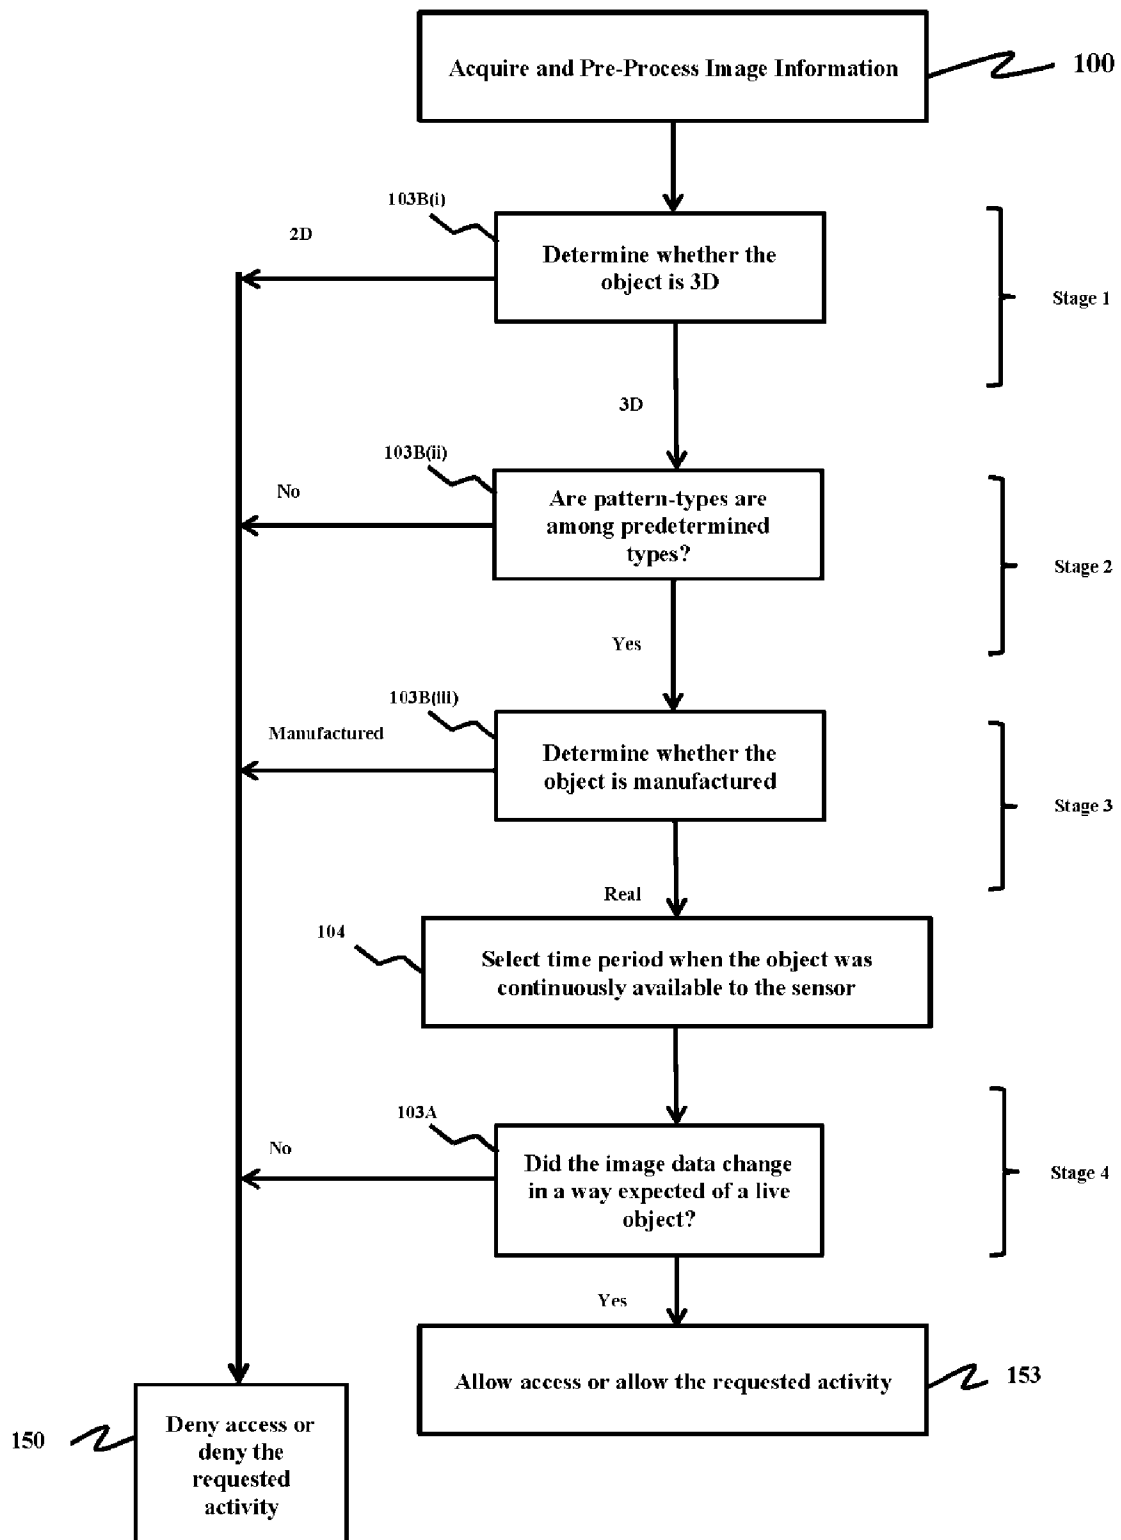 Acquire and Pre-Process Image Information
100
103B(i)
2D
Determine whether the
object is 3D
Stage 1
3D
103B(ii)
No
Are pattern-types are
among predetermined
types?
Stage 2
Yes
103B(iii)
Manufactured
Determine whether the
object is manufactured
Stage 3
Real
104
Select time period when the object was
continuously available to the sensor
103A
No
Did the image data change
in a way expected of a live
object?
Stage 4
Yes
Allow access or allow the requested activity
153
150
Deny access or
deny the
requested
activity